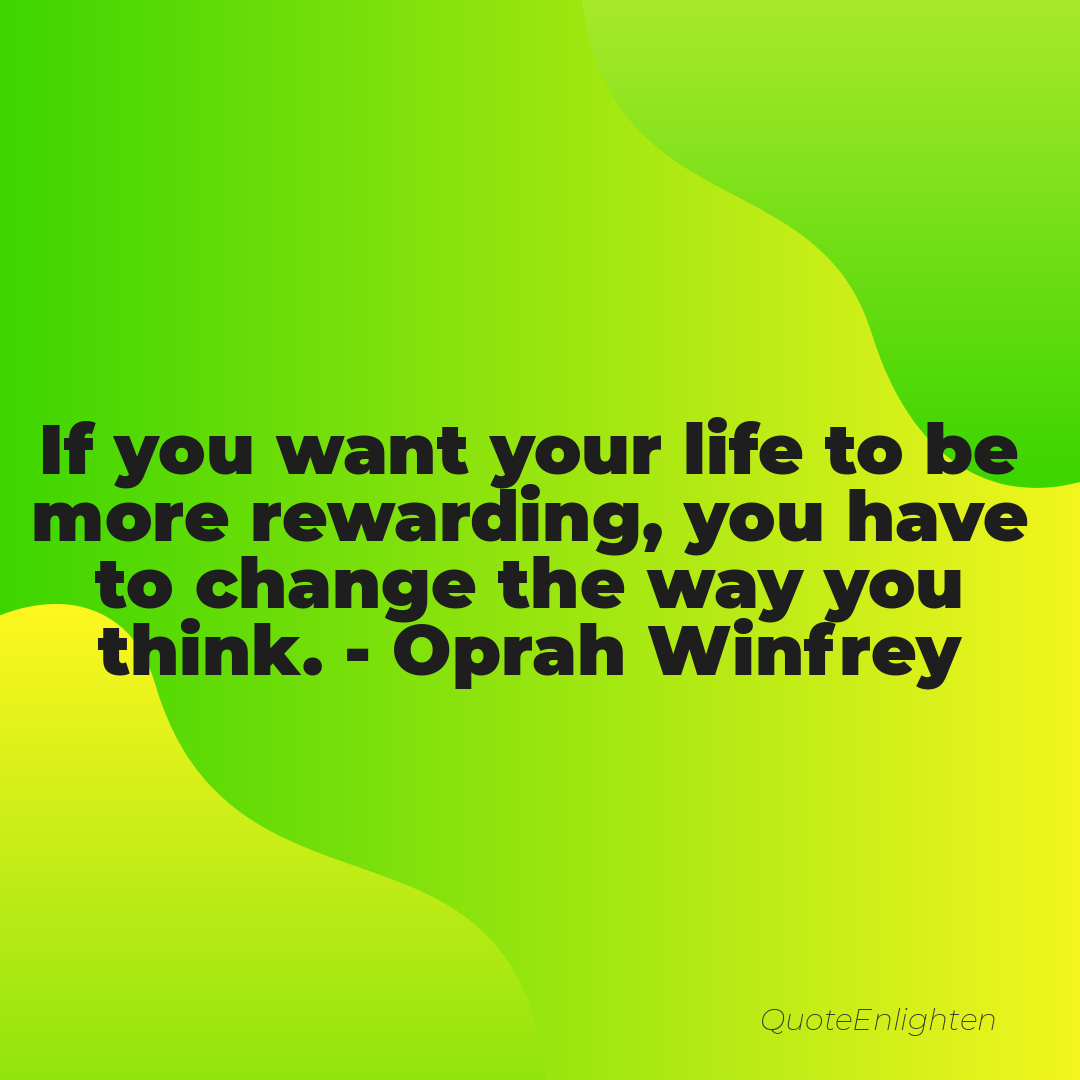 If you want your life to be
more rewarding, you have
to change the way you
think. - Oprah Winfrey
QuoteEnlighten